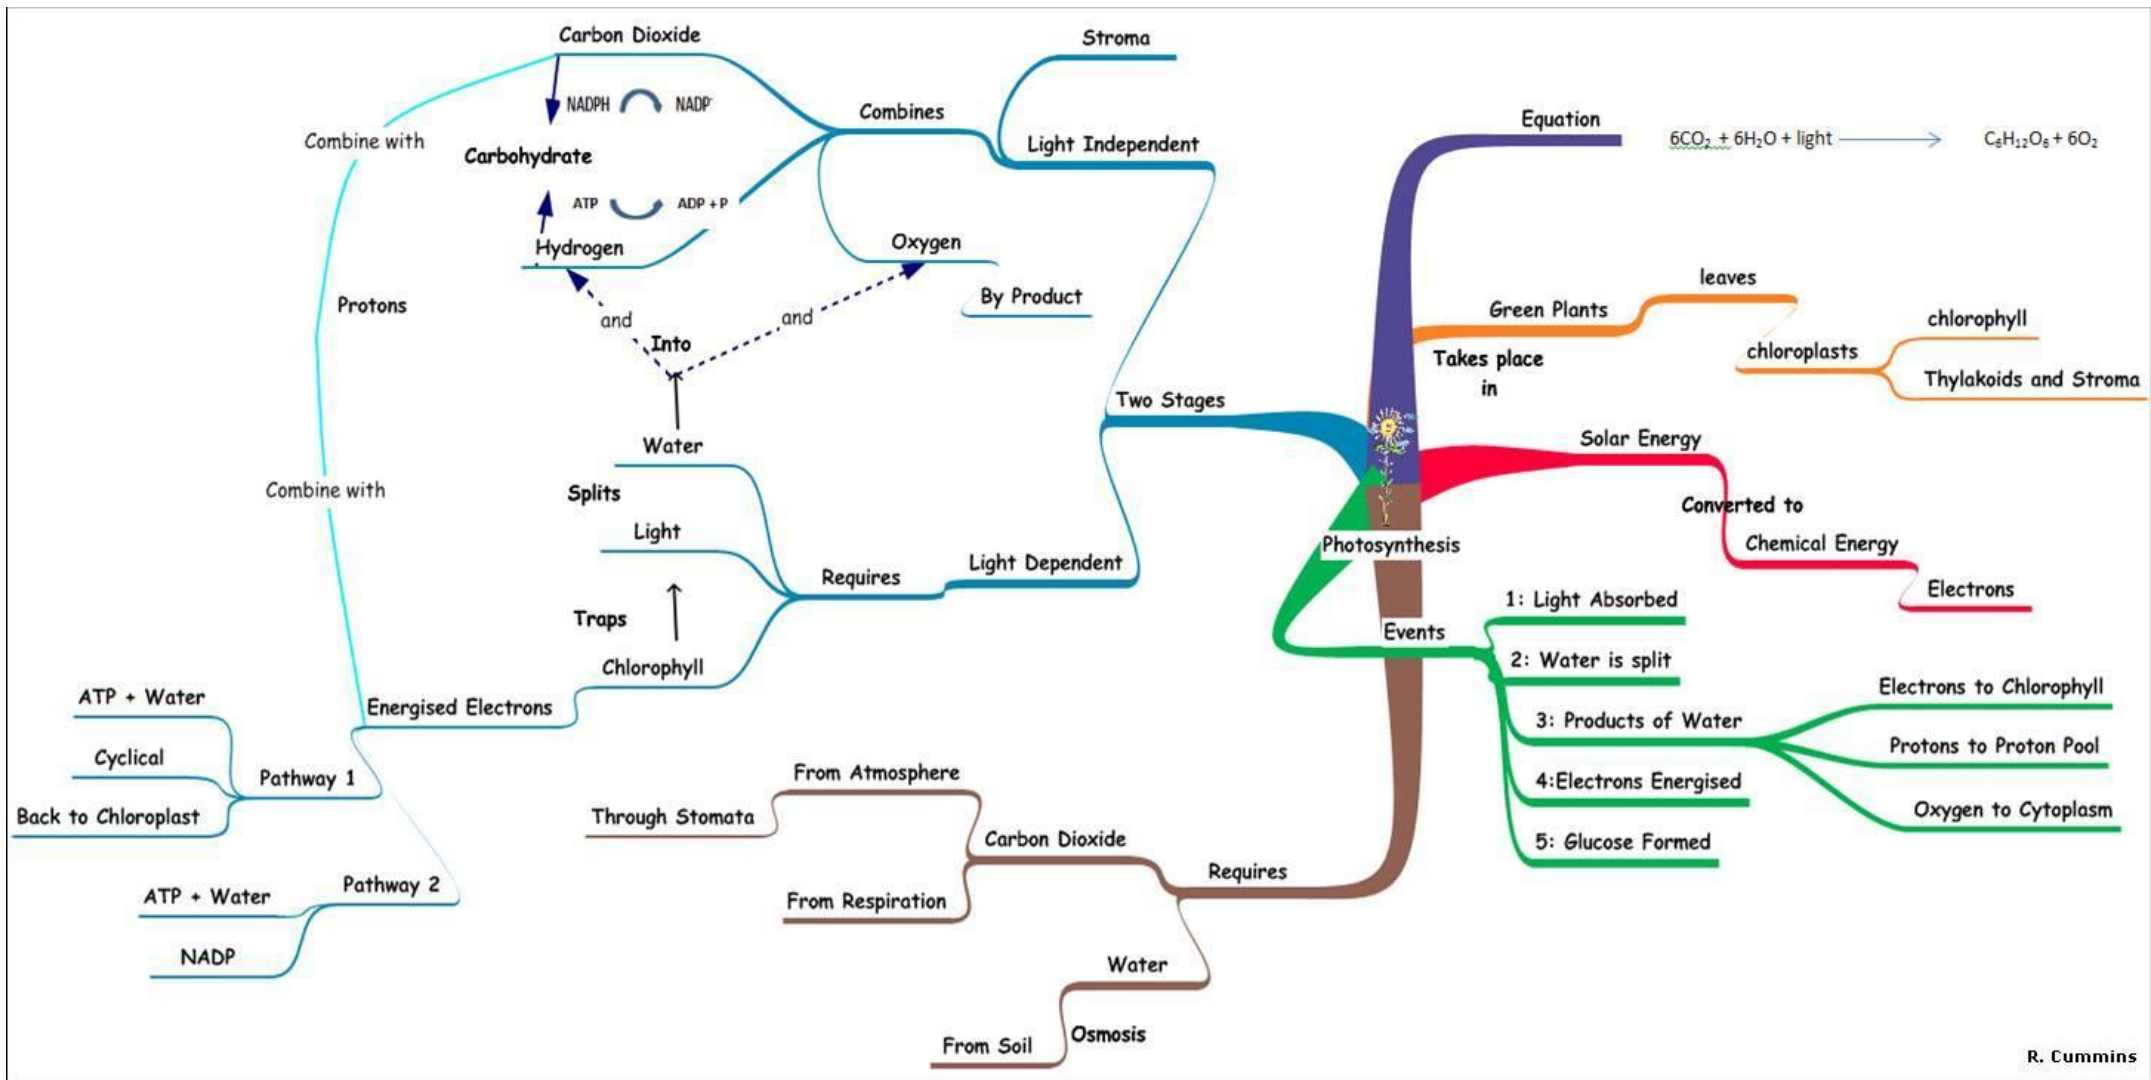 Carbon Dioxide
Stroma
NADPH
NADP
Combines
Equation
6CO₂ + 6H₂O + light
C₆H₁₂O₆ + 6O₂
Combine with
Carbohydrate
Light Independent
ATP
ADP + P
Hydrogen
Oxygen
leaves
Protons
and
and
By Product
Green Plants
chlorophyll
Into
Takes place
in
chloroplasts
Thylakoids and Stroma
Two Stages
Water
Solar Energy
Combine with
Splits
Converted to
Light
Photosynthesis
Chemical Energy
Requires
Light Dependent
Electrons
Traps
1: Light Absorbed
Events
Chlorophyll
2: Water is split
ATP + Water
Energised Electrons
Electrons to Chlorophyll
3: Products of Water
Cyclical
Protons to Proton Pool
Pathway 1
From Atmosphere
4:Electrons Energised
Back to Chloroplast
Through Stomata
Oxygen to Cytoplasm
Carbon Dioxide
5: Glucose Formed
Requires
Pathway 2
ATP + Water
From Respiration
NADP
Water
Osmosis
From Soil
R. Cummins